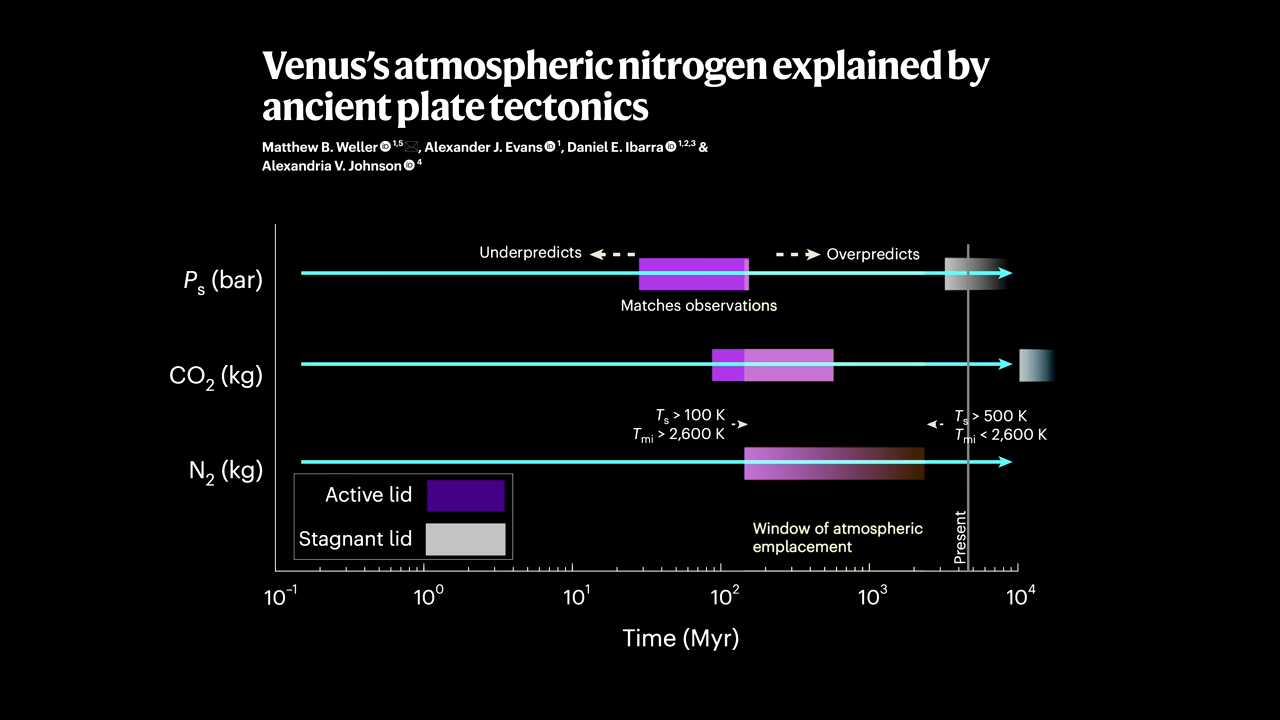 Venus’s atmospheric nitrogen explained by
ancient plate tectonics
Matthew B. Weller 1,5, Alexander J. Evans 1, Daniel E. Ibarra 1,2,3 &
Alexandria V. Johnson 4
Underpredicts
Overpredicts
Ps (bar)
Matches observations
CO2 (kg)
Ts > 100 K
Tmi > 2,600 K
Ts > 500 K
Tmi < 2,600 K
N2 (kg)
Active lid
Stagnant lid
Window of atmospheric
emplacement
Present
10−1 100 101 102 103 104
Time (Myr)